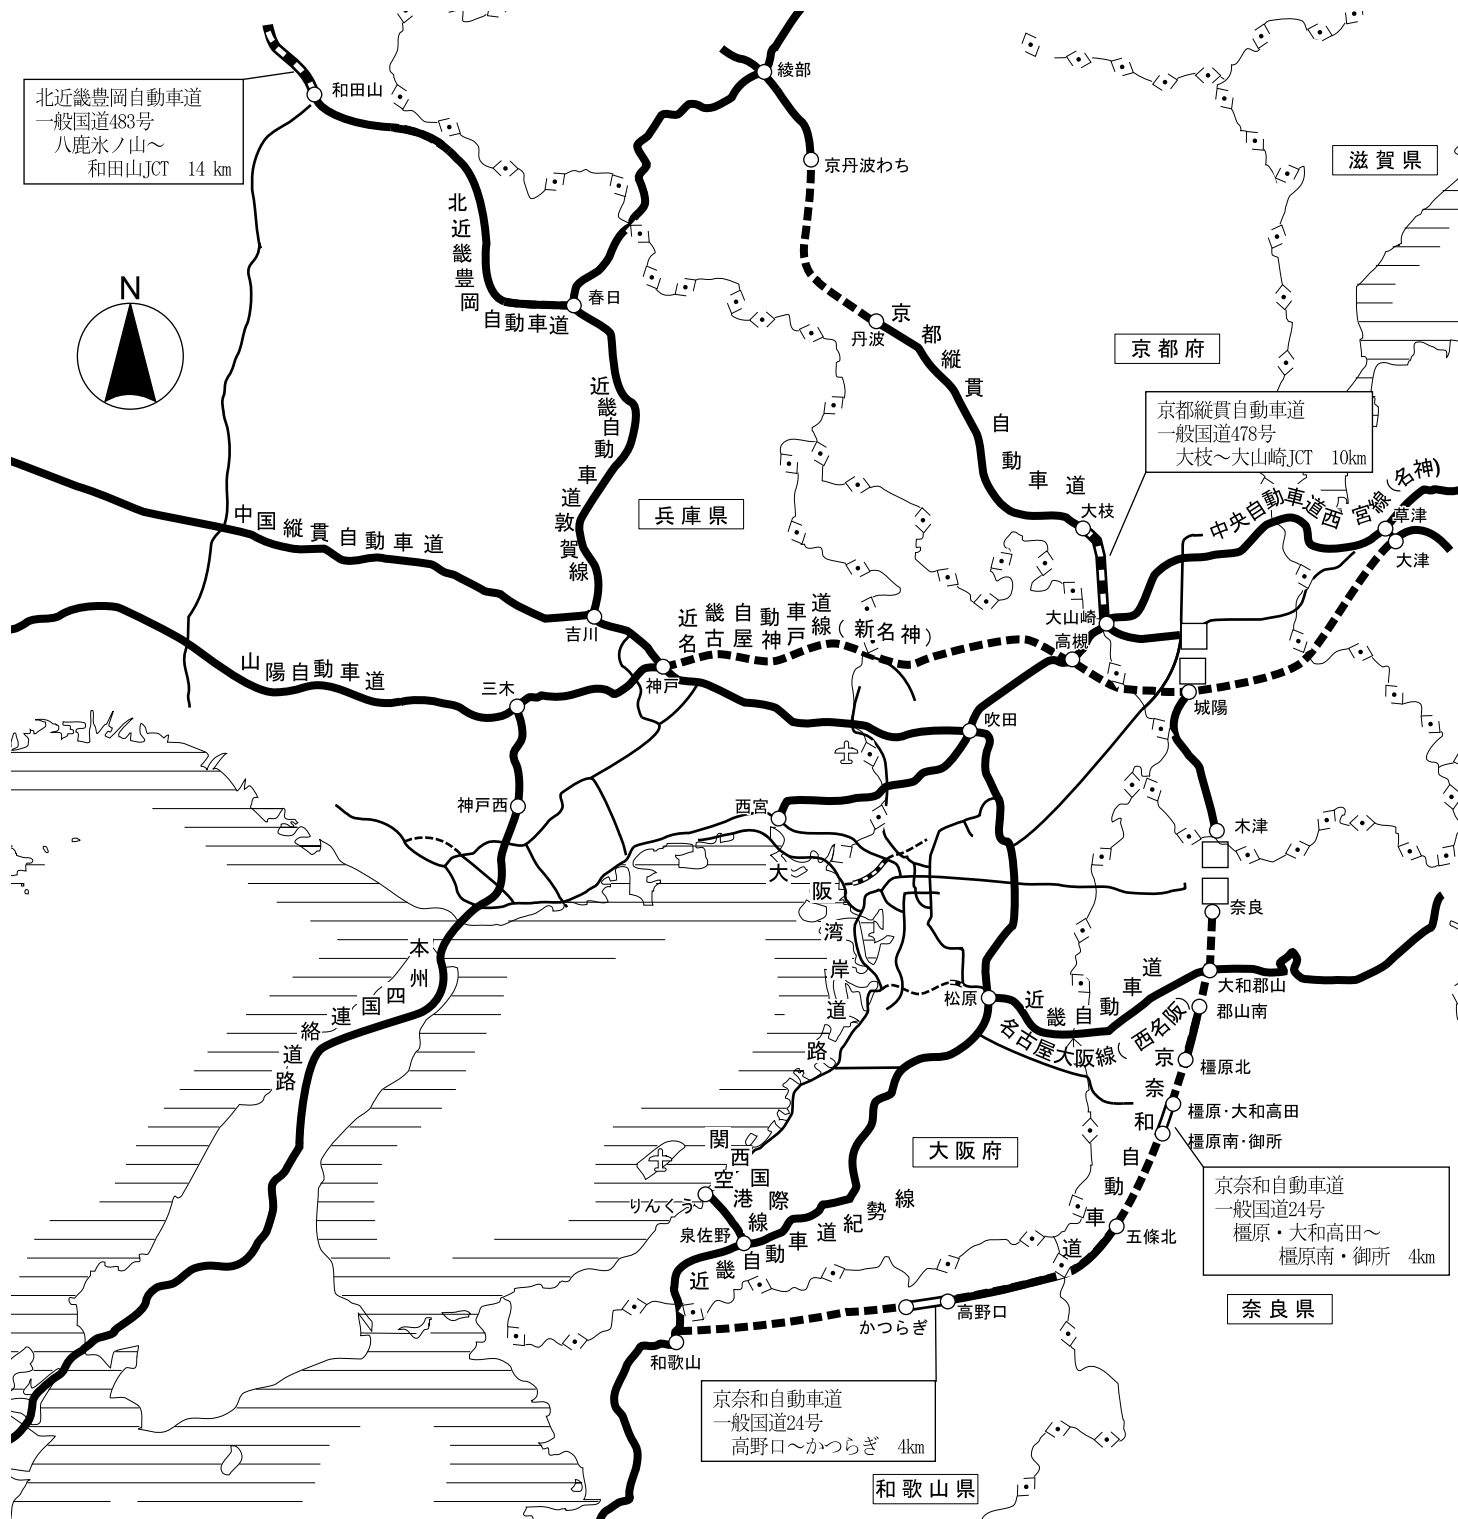 綾部
和田山
北近畿豊岡自動車道
一般国道483号
八鹿氷ノ山～
和田山JCT 14 km
滋賀県
京丹波わち
北近畿豊岡自動車道
N
春日
京都縦貫自動車道
丹波
京都府
近畿自動車道敦賀線
京都縦貫自動車道
一般国道478号
大枝～大山崎JCT 10km
中央自動車道西宮線(名神)
兵庫県
大枝
草津
大津
中国縦貫自動車道
吉川
近畿自動車道
名古屋神戸線(新名神)
大山崎
高槻
山陽自動車道
神戸
三木
城陽
吹田
神戸西
西宮
木津
大阪湾岸道路
奈良
本州四国連絡道路
松原
近畿自動車道
名古屋大阪線(西名阪)
大和郡山
郡山南
京奈和自動車道
橿原北
橿原・大和高田
橿原南・御所
関西国際
空港線
大阪府
京奈和自動車道
一般国道24号
橿原・大和高田～
橿原南・御所 4km
りんくう
泉佐野
近畿自動車道紀勢線
五條北
奈良県
かつらぎ
高野口
和歌山
京奈和自動車道
一般国道24号
高野口～かつらぎ 4km
和歌山県